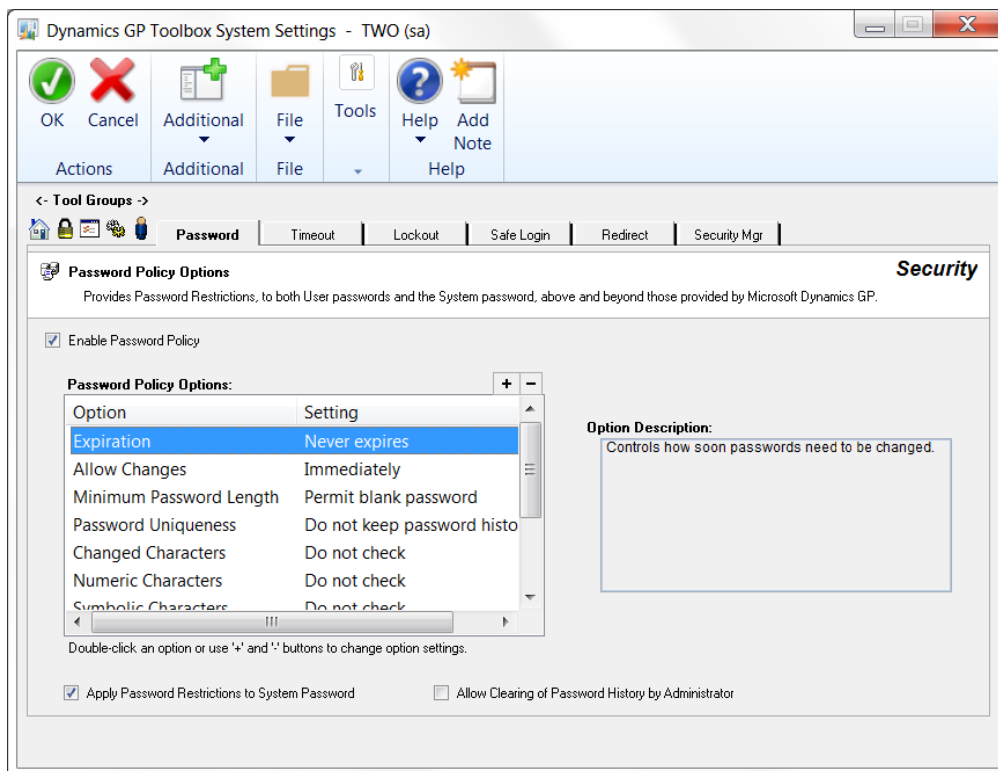 Dynamics GP Toolbox System Settings  -  TWO (sa)
OK Cancel Additional File Tools Help Add Note
Actions Additional File Help
<- Tool Groups ->
Password Timeout Lockout Safe Login Redirect Security Mgr
Password Policy Options Security
Provides Password Restrictions, to both User passwords and the System password, above and beyond those provided by Microsoft Dynamics GP.
Enable Password Policy
Password Policy Options: + -
Option Setting
Option Description:
Expiration Never expires
Controls how soon passwords need to be changed.
Allow Changes Immediately
Minimum Password Length Permit blank password
Password Uniqueness Do not keep password histo
Changed Characters Do not check
Numeric Characters Do not check
Symbolic Characters Do not check
Double-click an option or use '+' and '-' buttons to change option settings.
Apply Password Restrictions to System Password Allow Clearing of Password History by Administrator